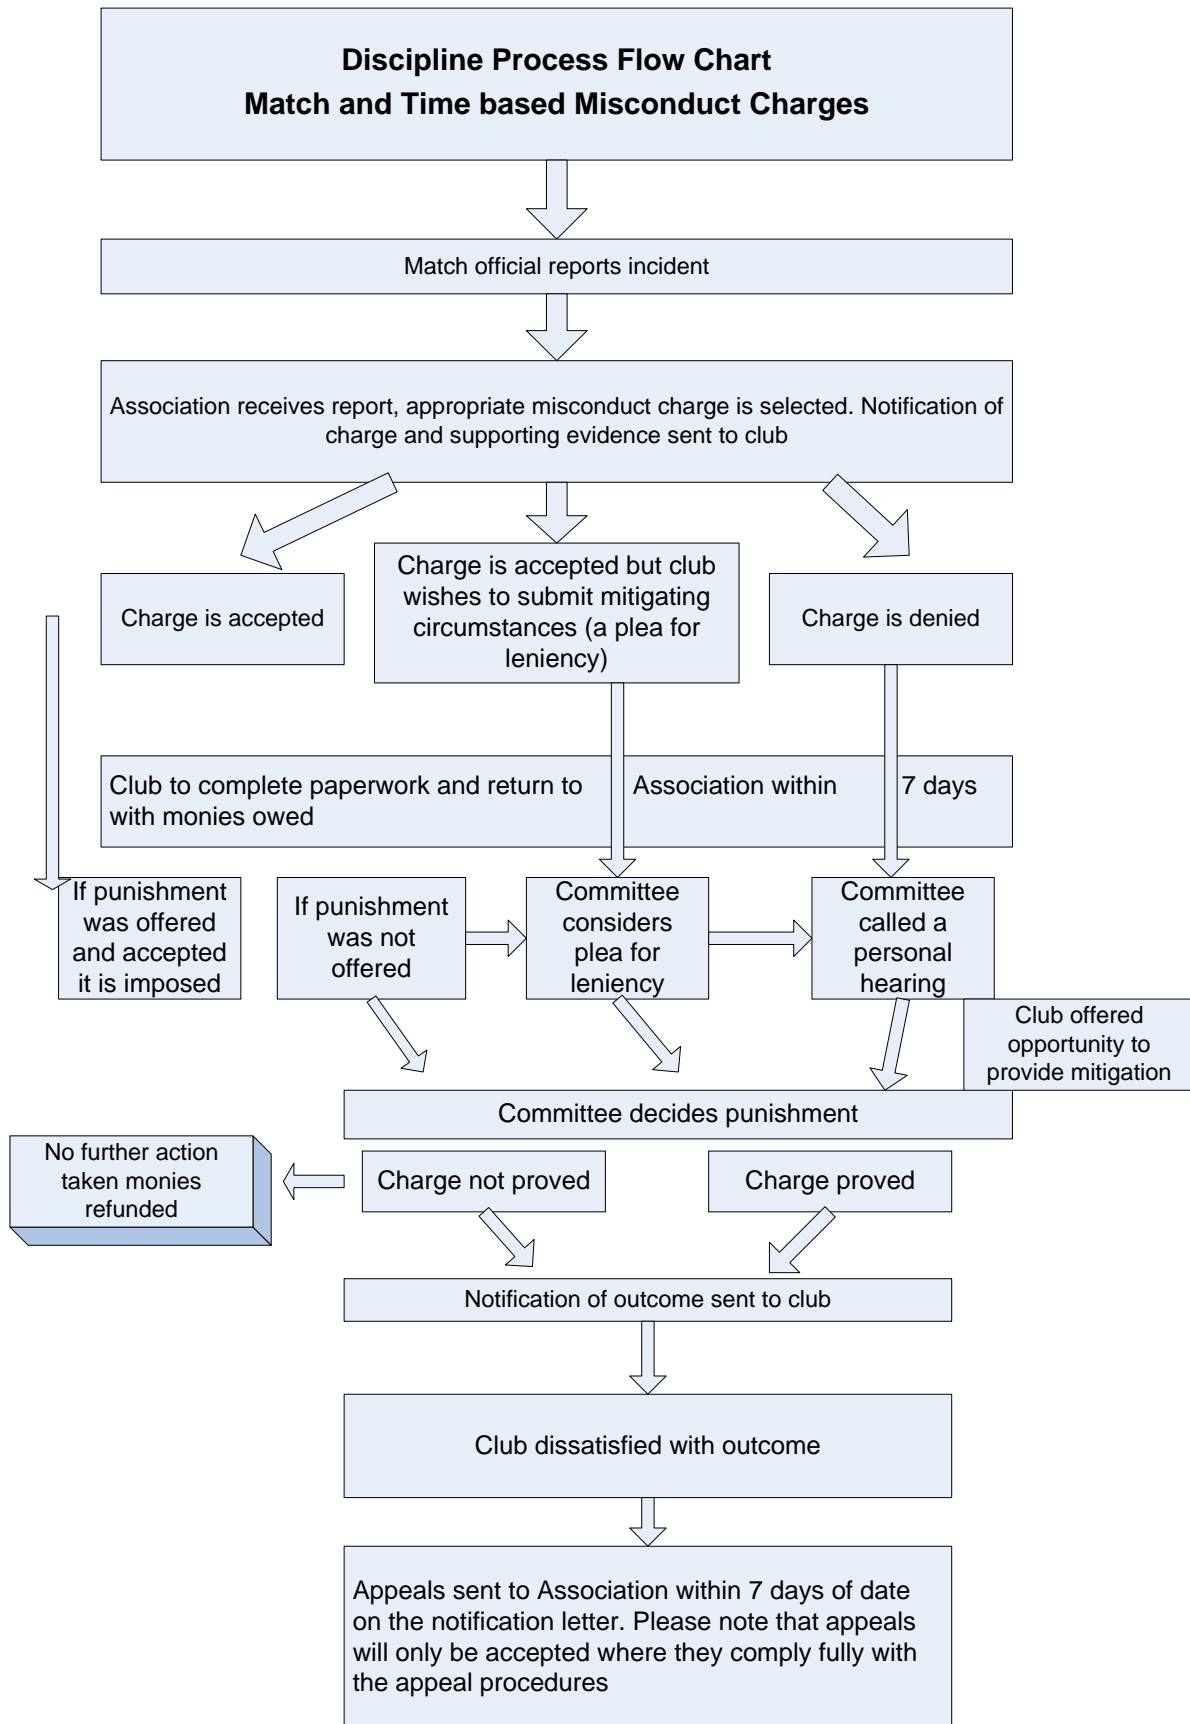 Discipline Process Flow Chart
Match and Time based Misconduct Charges
Match official reports incident
Association receives report, appropriate misconduct charge is selected. Notification of
charge and supporting evidence sent to club
Charge is accepted
Charge is accepted but club
wishes to submit mitigating
circumstances (a plea for
leniency)
Charge is denied
Club to complete paperwork and return to Association within 7 days
with monies owed
If punishment
was offered
and accepted
it is imposed
If punishment
was not
offered
Committee
considers
plea for
leniency
Committee
called a
personal
hearing
Club offered
opportunity to
provide mitigation
Committee decides punishment
No further action
taken monies
refunded
Charge not proved
Charge proved
Notification of outcome sent to club
Club dissatisfied with outcome
Appeals sent to Association within 7 days of date
on the notification letter. Please note that appeals
will only be accepted where they comply fully with
the appeal procedures